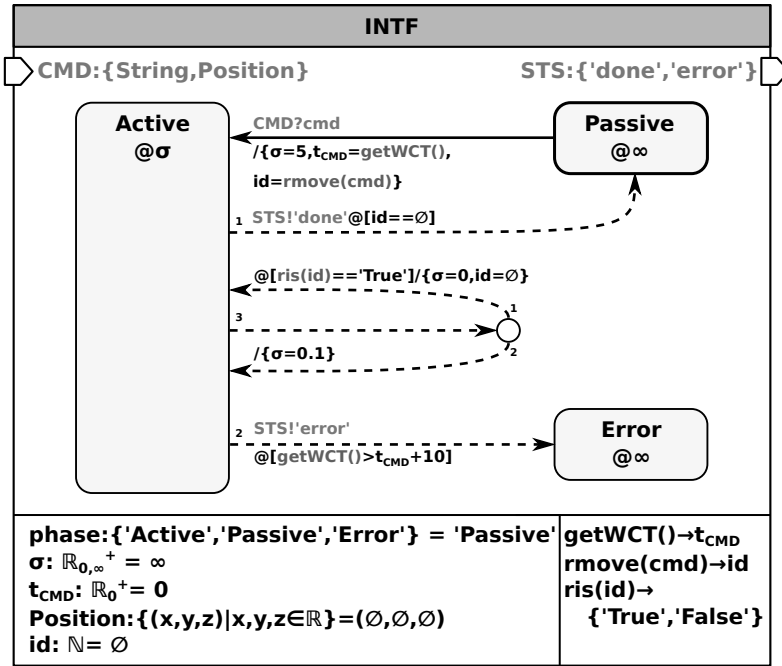 INTF
CMD:{String,Position}
STS:{'done','error'}
Active
@σ
CMD?cmd
/{σ=5,tCMD=getWCT(),
id=rmove(cmd)}
Passive
@∞
1 STS!'done'@[id==∅]
@[ris(id)=='True']/{σ=0,id=∅}
1
3
2
/{σ=0.1}
2 STS!'error'
@[getWCT()>tCMD+10]
Error
@∞
phase:{'Active','Passive','Error'} = 'Passive'
σ: ℝ0,∞⁺ = ∞
tCMD: ℝ0⁺= 0
Position:{(x,y,z)|x,y,z∈ℝ}=(∅,∅,∅)
id: ℕ= ∅
getWCT()→tCMD
rmove(cmd)→id
ris(id)→
{'True','False'}